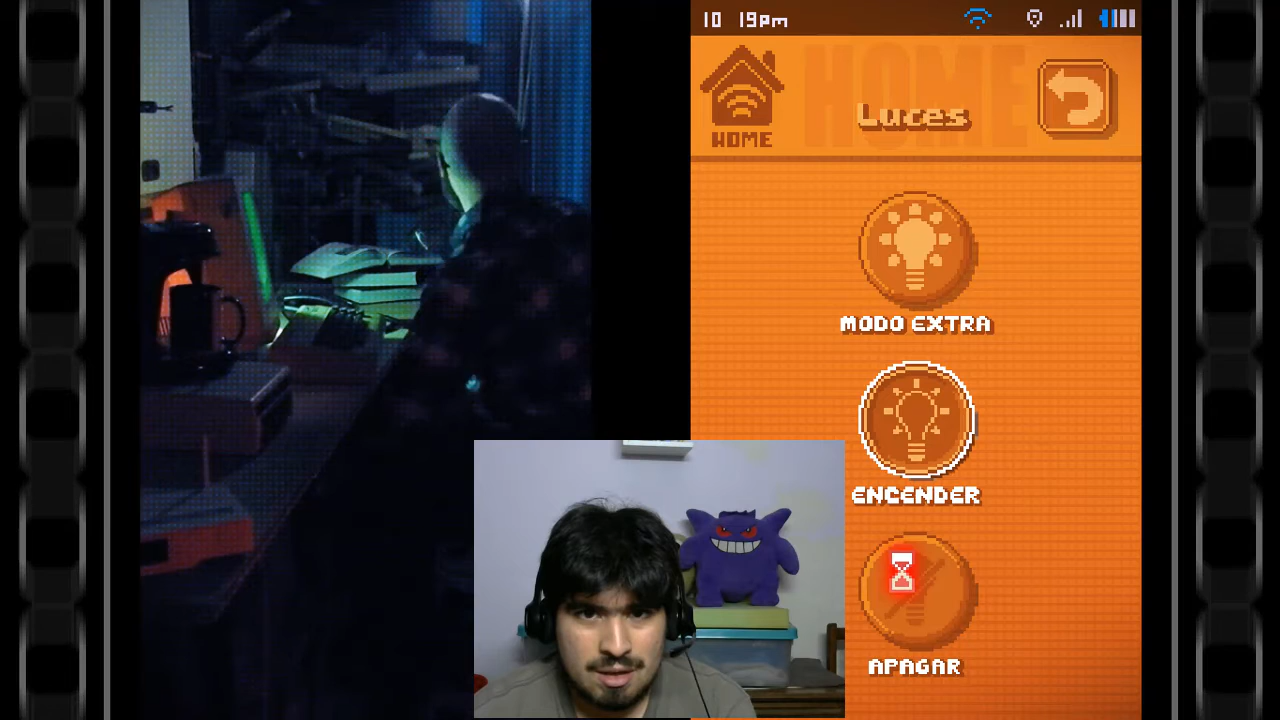 10 19pm
HOME
HOME
Luces
MODO EXTRA
ENCENDER
APAGAR